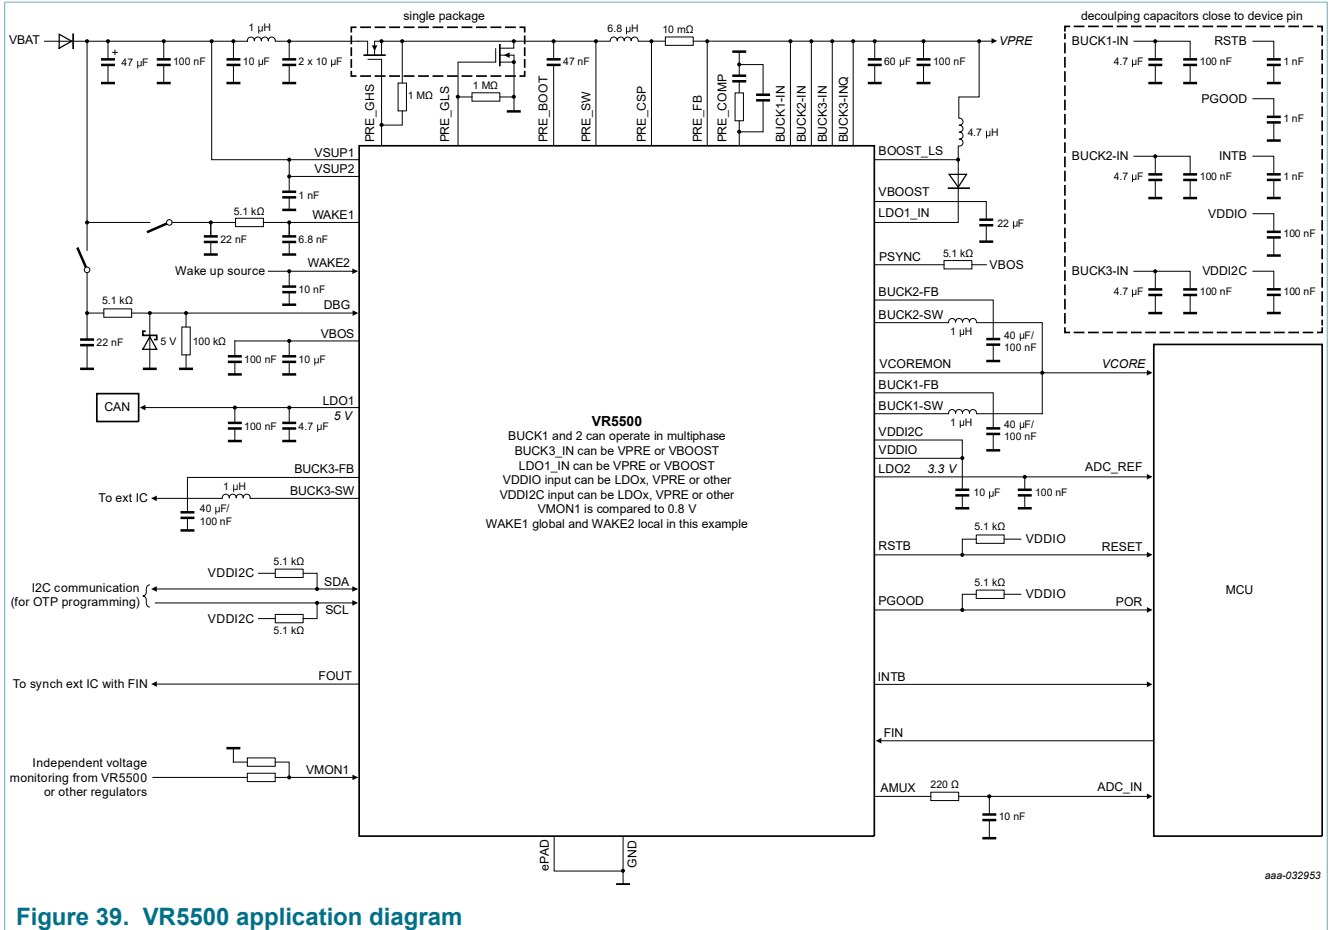 single package
decoulping capacitors close to device pin
VBAT
1 µH
6.8 µH
10 mΩ
VPRE
+
47 µF
100 nF
10 µF
2 x 10 µF
47 nF
60 µF
100 nF
1 MΩ
1 MΩ
PRE_GHS
PRE_GLS
PRE_BOOT
PRE_SW
PRE_CSP
PRE_FB
PRE_COMP
BUCK1-IN
BUCK2-IN
BUCK3-IN
BUCK3-INQ
4.7 µH
BUCK1-IN
4.7 µF
100 nF
RSTB
1 nF
PGOOD
1 nF
BUCK2-IN
4.7 µF
100 nF
INTB
1 nF
VDDIO
100 nF
BUCK3-IN
4.7 µF
100 nF
VDDI2C
100 nF
VSUP1
VSUP2
1 nF
5.1 kΩ
WAKE1
22 nF
6.8 nF
Wake up source
WAKE2
10 nF
5.1 kΩ
DBG
22 nF
5 V
100 kΩ
VBOS
100 nF
10 µF
CAN
LDO1
5 V
100 nF
4.7 µF
BUCK3-FB
To ext IC
1 µH
BUCK3-SW
40 µF/
100 nF
VDDI2C
5.1 kΩ
SDA
I2C communication
(for OTP programming)
SCL
VDDI2C
5.1 kΩ
To synch ext IC with FIN
FOUT
Independent voltage
monitoring from VR5500
or other regulators
VMON1
VR5500
BUCK1 and 2 can operate in multiphase
BUCK3_IN can be VPRE or VBOOST
LDO1_IN can be VPRE or VBOOST
VDDIO input can be LDOx, VPRE or other
VDDI2C input can be LDOx, VPRE or other
VMON1 is compared to 0.8 V
WAKE1 global and WAKE2 local in this example
ePAD
GND
BOOST_LS
VBOOST
LDO1_IN
22 µF
PSYNC
5.1 kΩ
VBOS
BUCK2-FB
BUCK2-SW
1 µH
40 µF/
100 nF
VCOREMON
VCORE
BUCK1-FB
BUCK1-SW
1 µH
40 µF/
100 nF
VDDI2C
VDDIO
LDO2
3.3 V
ADC_REF
10 µF
100 nF
5.1 kΩ
VDDIO
RSTB
RESET
5.1 kΩ
VDDIO
PGOOD
POR
MCU
INTB
FIN
AMUX
220 Ω
ADC_IN
10 nF
aaa-032953
Figure 39. VR5500 application diagram